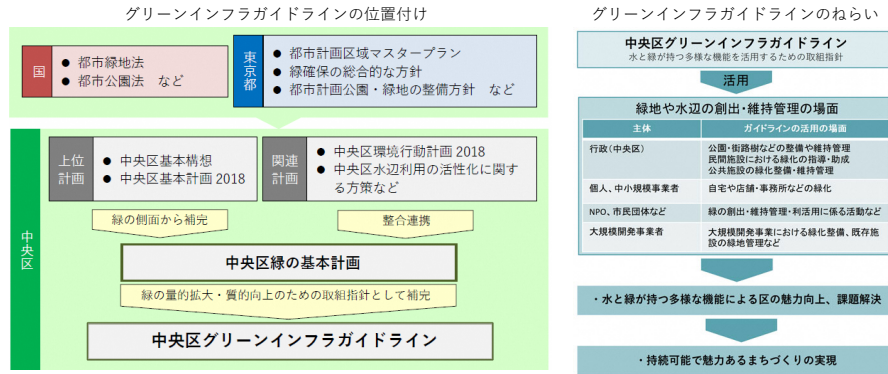 グリーンインフラガイドラインの位置付け
国
● 都市緑地法
● 都市公園法　など
東京都
● 都市計画区域マスタープラン
● 緑確保の総合的な方針
● 都市計画公園・緑地の整備方針　など
中央区
上位
計画
● 中央区基本構想
● 中央区基本計画 2018
関連
計画
● 中央区環境行動計画 2018
● 中央区水辺利用の活性化に関す
る方策など
緑の側面から補完
整合連携
中央区緑の基本計画
緑の量的拡大・質的向上のための取組指針として補完
中央区グリーンインフラガイドライン
グリーンインフラガイドラインのねらい
中央区グリーンインフラガイドライン
水と緑が持つ多様な機能を活用するための取組指針
活用
緑地や水辺の創出・維持管理の場面
主体
ガイドラインの活用の場面
行政（中央区）
公園・街路樹などの整備や維持管理
民間施設における緑化の指導・助成
公共施設の緑化整備・維持管理
個人、中小規模事業者
自宅や店舗・事務所などの緑化
NPO、市民団体など
緑の創出・維持管理・利活用に係る活動など
大規模開発事業者
大規模開発事業における緑化整備、既存施
設の緑地管理など
・水と緑が持つ多様な機能による区の魅力向上、課題解決
・持続可能で魅力あるまちづくりの実現